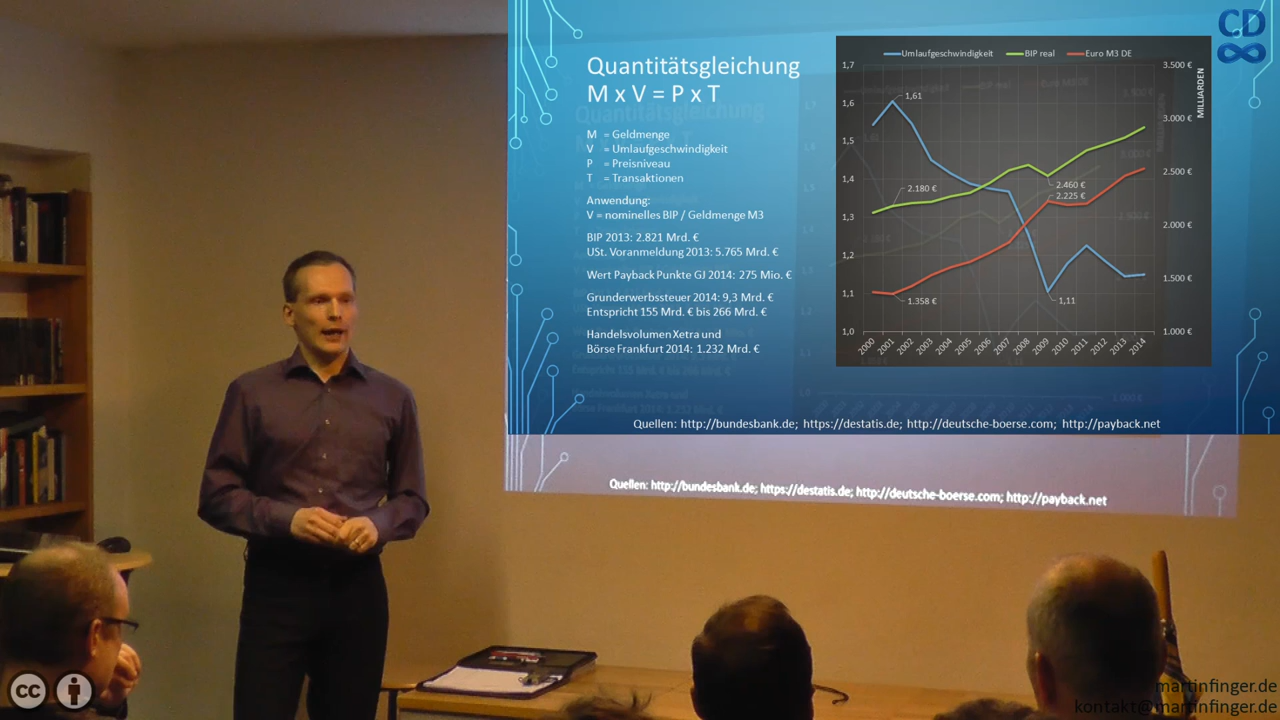 CD
Quantitätsgleichung
M x V = P x T
M = Geldmenge
V = Umlaufgeschwindigkeit
P = Preisniveau
T = Transaktionen
Anwendung:
V = nominelles BIP / Geldmenge M3
BIP 2013: 2.821 Mrd. €
USt. Voranmeldung 2013: 5.765 Mrd. €
Wert Payback Punkte GJ 2014: 275 Mio. €
Grunderwerbssteuer 2014: 9,3 Mrd. €
Entspricht 155 Mrd. € bis 266 Mrd. €
Handelsvolumen Xetra und
Börse Frankfurt 2014: 1.232 Mrd. €
Umlaufgeschwindigkeit BIP real Euro M3 DE
1,7
1,6
1,5
1,4
1,3
1,2
1,1
1,0
1,61
2.180 €
2.460 €
2.225 €
1.358 €
1,11
3.500 €
3.000 €
2.500 €
2.000 €
1.500 €
1.000 €
MILLIARDEN
2000 2001 2002 2003 2004 2005 2006 2007 2008 2009 2010 2011 2012 2013 2014
Quellen: http://bundesbank.de; https://destatis.de; http://deutsche-boerse.com; http://payback.net
Quellen: http://bundesbank.de; https://destatis.de; http://deutsche-boerse.com; http://payback.net
cc
martinfinger.de
kontakt@martinfinger.de